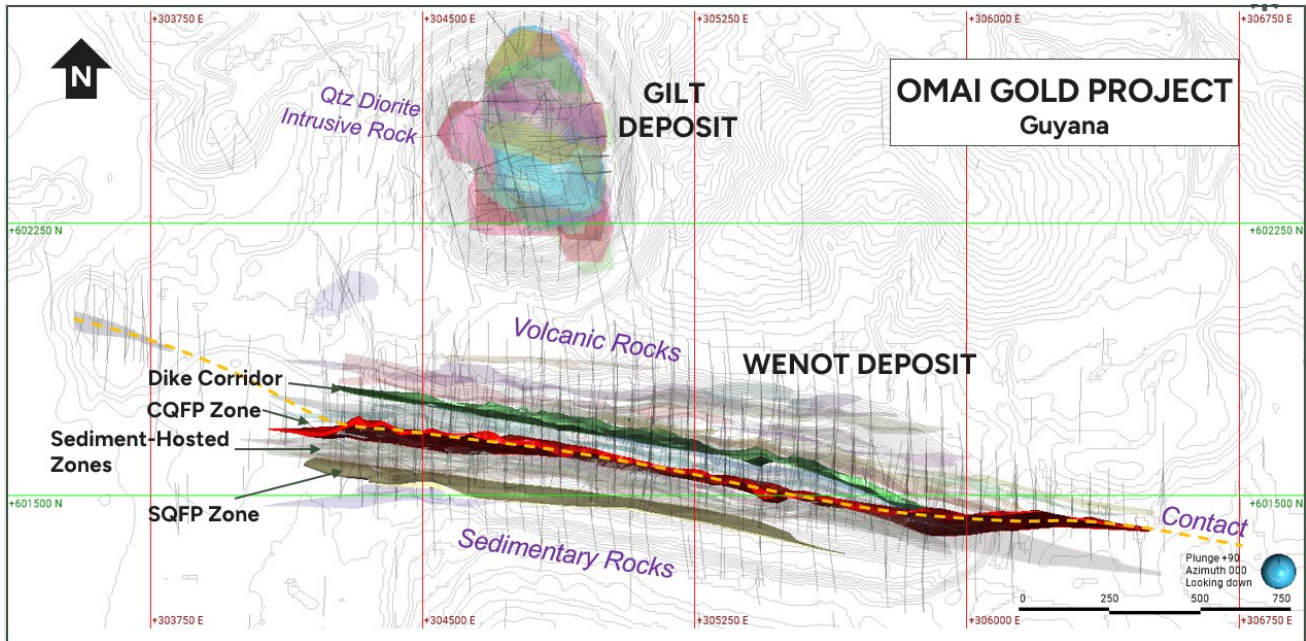 +303750 E
+304500 E
+305250 E
+306000 E
+306750 E
N
Qtz Diorite
Intrusive Rock
GILT
DEPOSIT
OMAI GOLD PROJECT
Guyana
+602250 N
+602250 N
Volcanic Rocks
WENOT DEPOSIT
Dike Corridor
CQFP Zone
Sediment-Hosted
Zones
SQFP Zone
+601500 N
+601500 N
Contact
Sedimentary Rocks
Plunge +90
Azimuth 000
Looking down
0
250
500
750
+303750 E
+304500 E
+305250 E
+306000 E
+306750 E